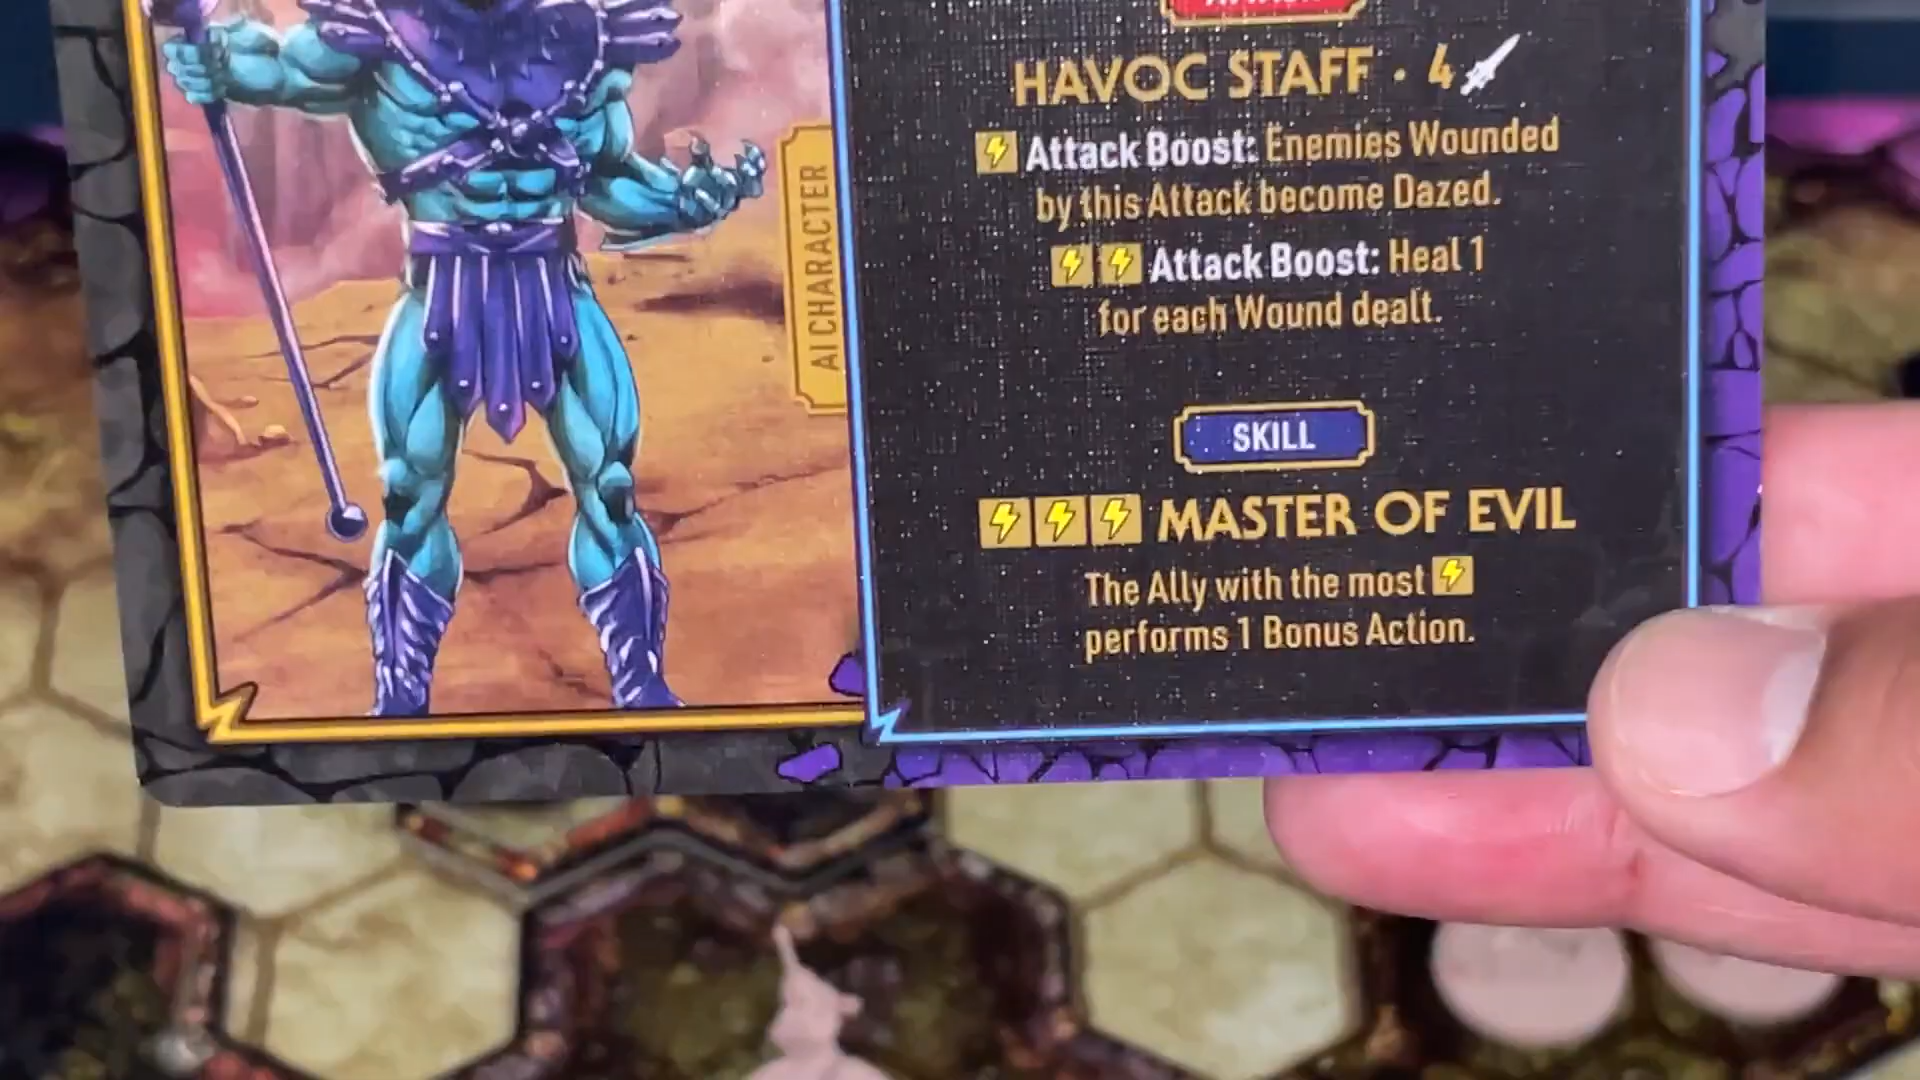 HAVOC STAFF · 4
Attack Boost: Enemies Wounded
by this Attack become Dazed.
Attack Boost: Heal 1
for each Wound dealt.
SKILL
MASTER OF EVIL
The Ally with the most
performs 1 Bonus Action.
AI CHARACTER